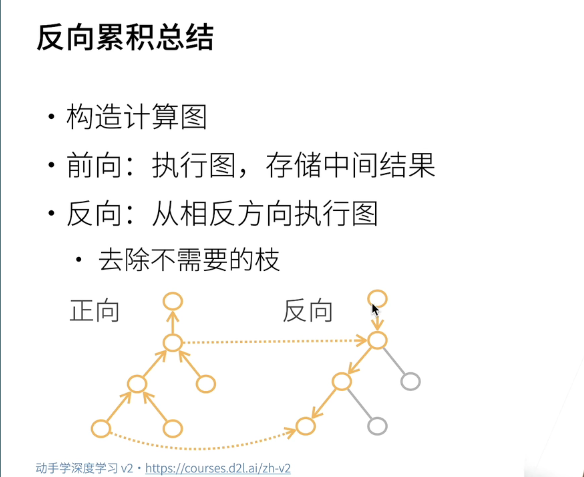 反向累积总结
• 构造计算图
• 前向：执行图，存储中间结果
• 反向：从相反方向执行图
• 去除不需要的枝
正向 反向
动手学深度学习 v2 • https://courses.d2l.ai/zh-v2